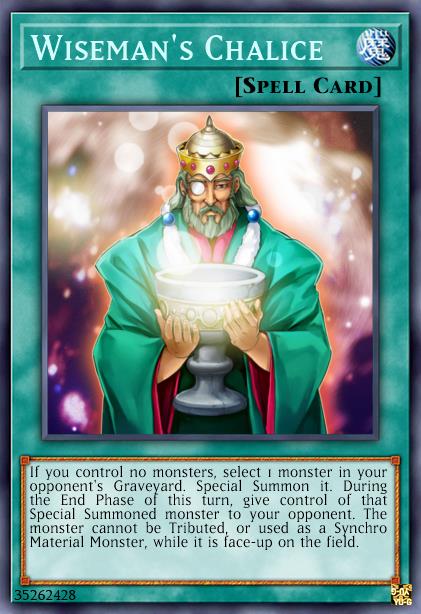 Wiseman's Chalice
魔
[Spell Card]
If you control no monsters, select 1 monster in your
opponent's Graveyard. Special Summon it. During
the End Phase of this turn, give control of that
Special Summoned monster to your opponent. The
monster cannot be Tributed, or used as a Synchro
Material Monster, while it is face-up on the field.
35262428